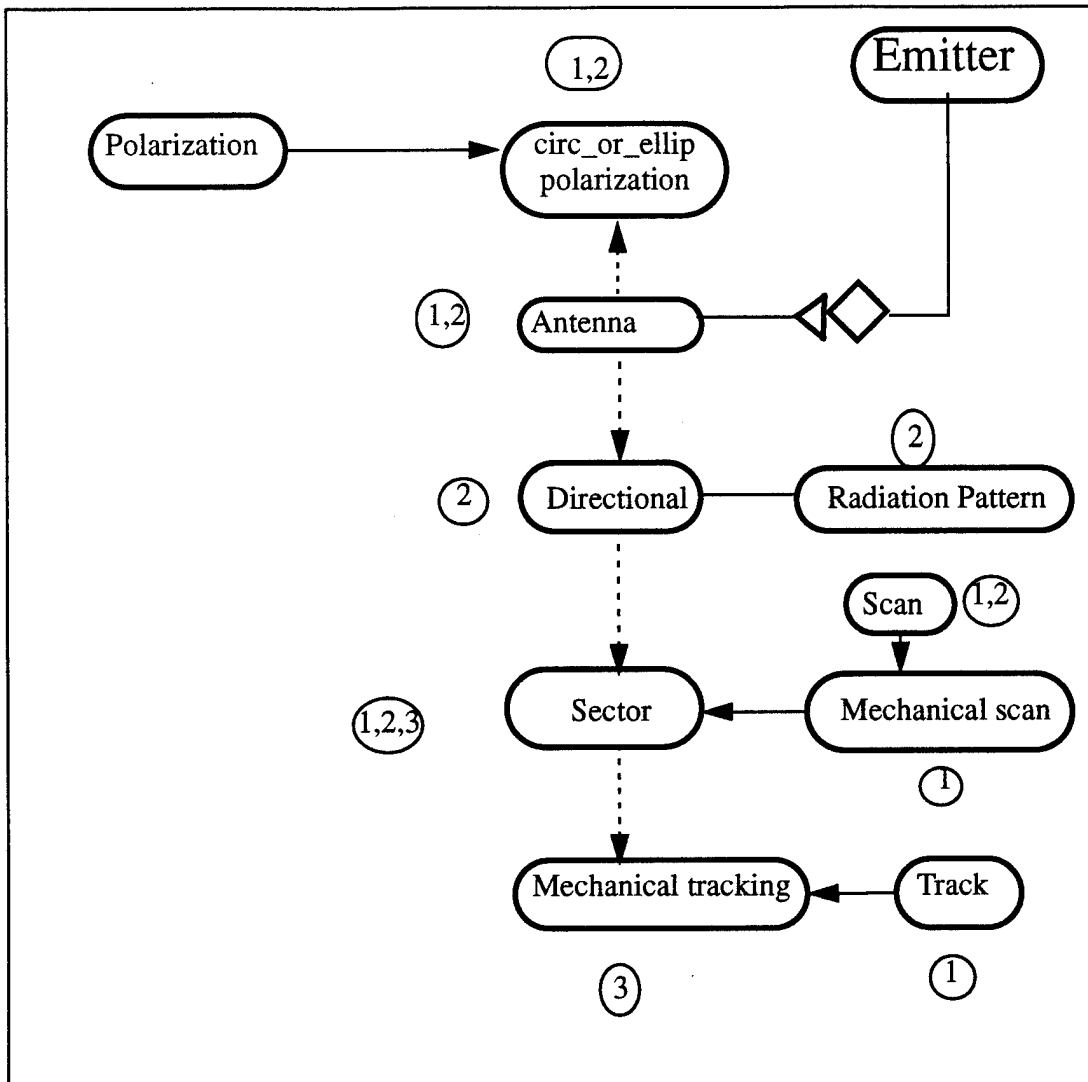 1,2
Emitter
Polarization
circ_or_ellip
polarization
1,2
Antenna
2
2
Directional
Radiation Pattern
Scan
1,2
1,2,3
Sector
Mechanical scan
1
Mechanical tracking
Track
3
1